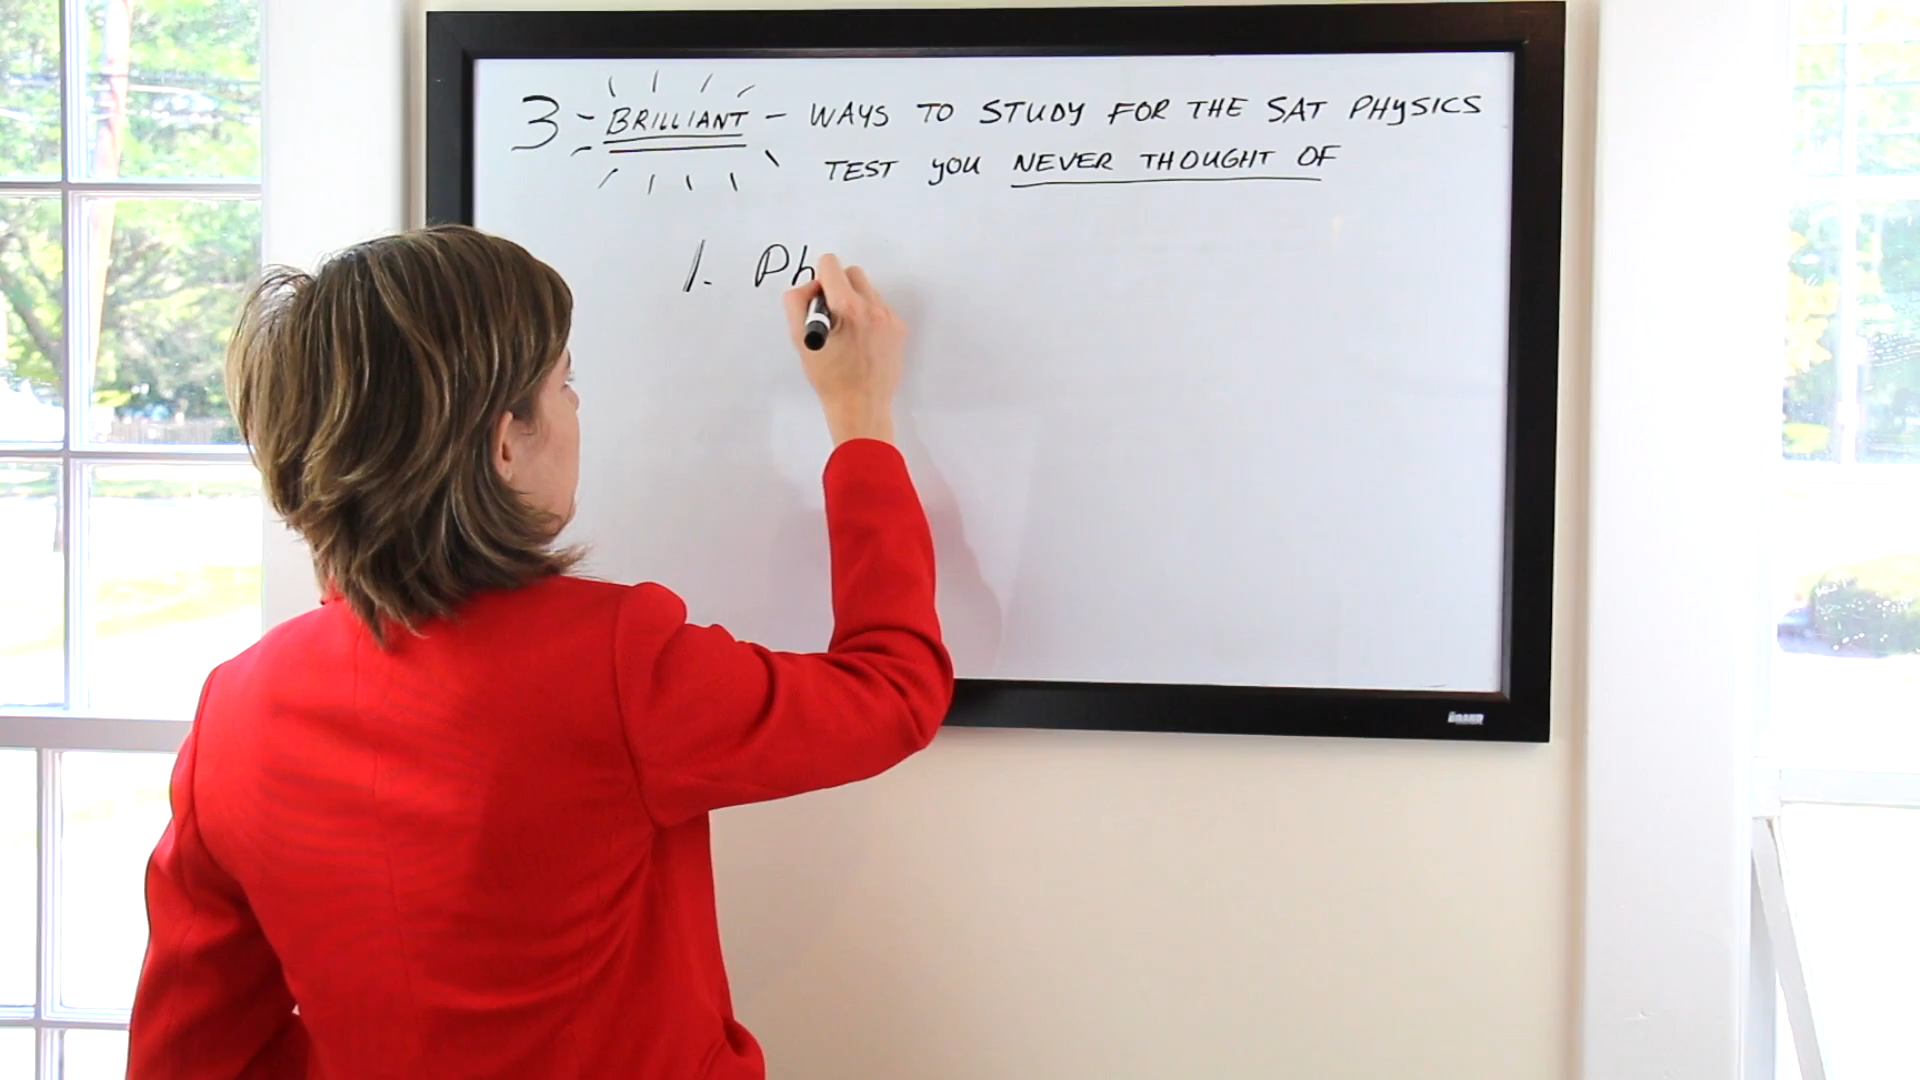 3 - BRILLIANT - WAYS TO STUDY FOR THE SAT PHYSICS
TEST YOU NEVER THOUGHT OF
1. Ph